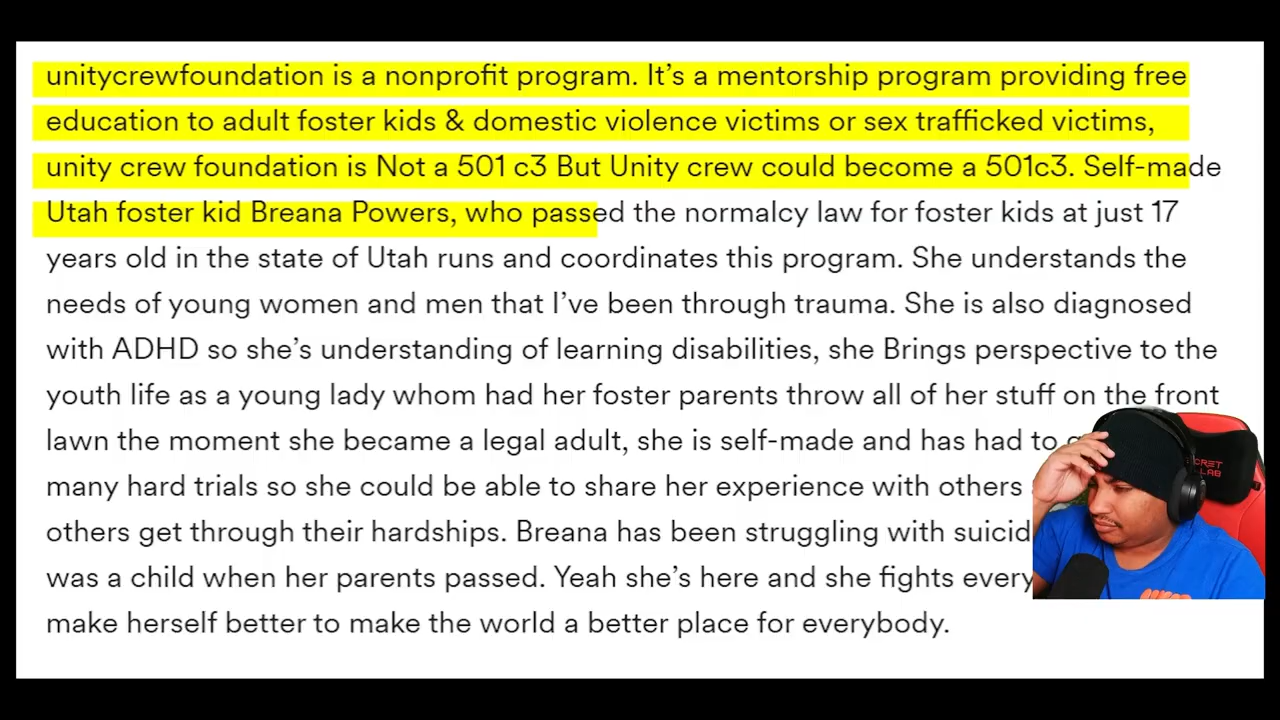 unitycrewfoundation is a nonprofit program. It’s a mentorship program providing free
education to adult foster kids & domestic violence victims or sex trafficked victims,
unity crew foundation is Not a 501 c3 But Unity crew could become a 501c3. Self-made
Utah foster kid Breana Powers, who passed the normalcy law for foster kids at just 17
years old in the state of Utah runs and coordinates this program. She understands the
needs of young women and men that I’ve been through trauma. She is also diagnosed
with ADHD so she’s understanding of learning disabilities, she Brings perspective to the
youth life as a young lady whom had her foster parents throw all of her stuff on the front
lawn the moment she became a legal adult, she is self-made and has had to
many hard trials so she could be able to share her experience with others
others get through their hardships. Breana has been struggling with
was a child when her parents passed. Yeah she’s here and she fights
make herself better to make the world a better place for everybody.